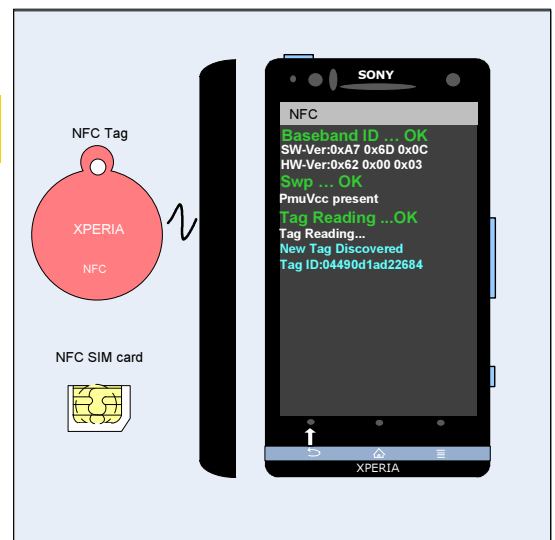 NFC Tag
XPERIA
NFC
NFC SIM card
SONY
NFC
Baseband ID ... OK
SW-Ver:0xA7 0x6D 0x0C
HW-Ver:0x62 0x00 0x03
Swp ... OK
PmuVcc present
Tag Reading ...OK
Tag Reading...
New Tag Discovered
Tag ID:04490d1ad22684
XPERIA